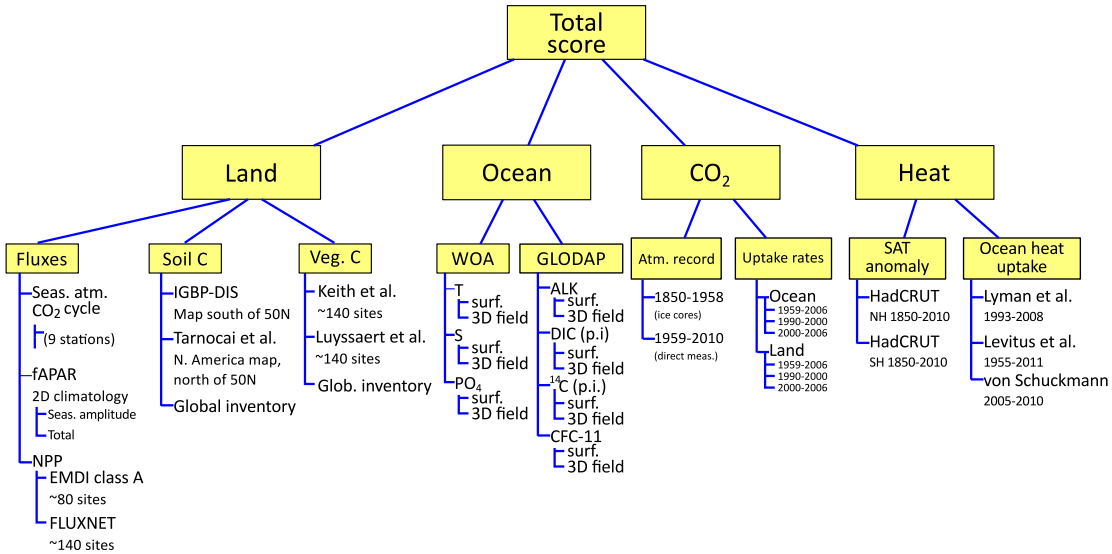 Total
score
Land
Ocean
CO₂
Heat
Fluxes
Seas. atm.
CO₂ cycle
(9 stations)
fAPAR
2D climatology
Seas. amplitude
Total
NPP
EMDI class A
~80 sites
FLUXNET
~140 sites
Soil C
IGBP-DIS
Map south of 50N
Tarnocai et al.
N. America map,
north of 50N
Global inventory
Veg. C
Keith et al.
~140 sites
Luyssaert et al.
~140 sites
Glob. inventory
WOA
T
surf.
3D field
S
surf.
3D field
PO₄
surf.
3D field
GLODAP
ALK
surf.
3D field
DIC (p.i)
surf.
3D field
¹⁴C (p.i.)
surf.
3D field
CFC-11
surf.
3D field
Atm. record
1850-1958
(ice cores)
1959-2010
(direct meas.)
Uptake rates
Ocean
1959-2006
1990-2000
2000-2006
Land
1959-2006
1990-2000
2000-2006
SAT
anomaly
HadCRUT
NH 1850-2010
HadCRUT
SH 1850-2010
Ocean heat
uptake
Lyman et al.
1993-2008
Levitus et al.
1955-2011
von Schuckmann
2005-2010